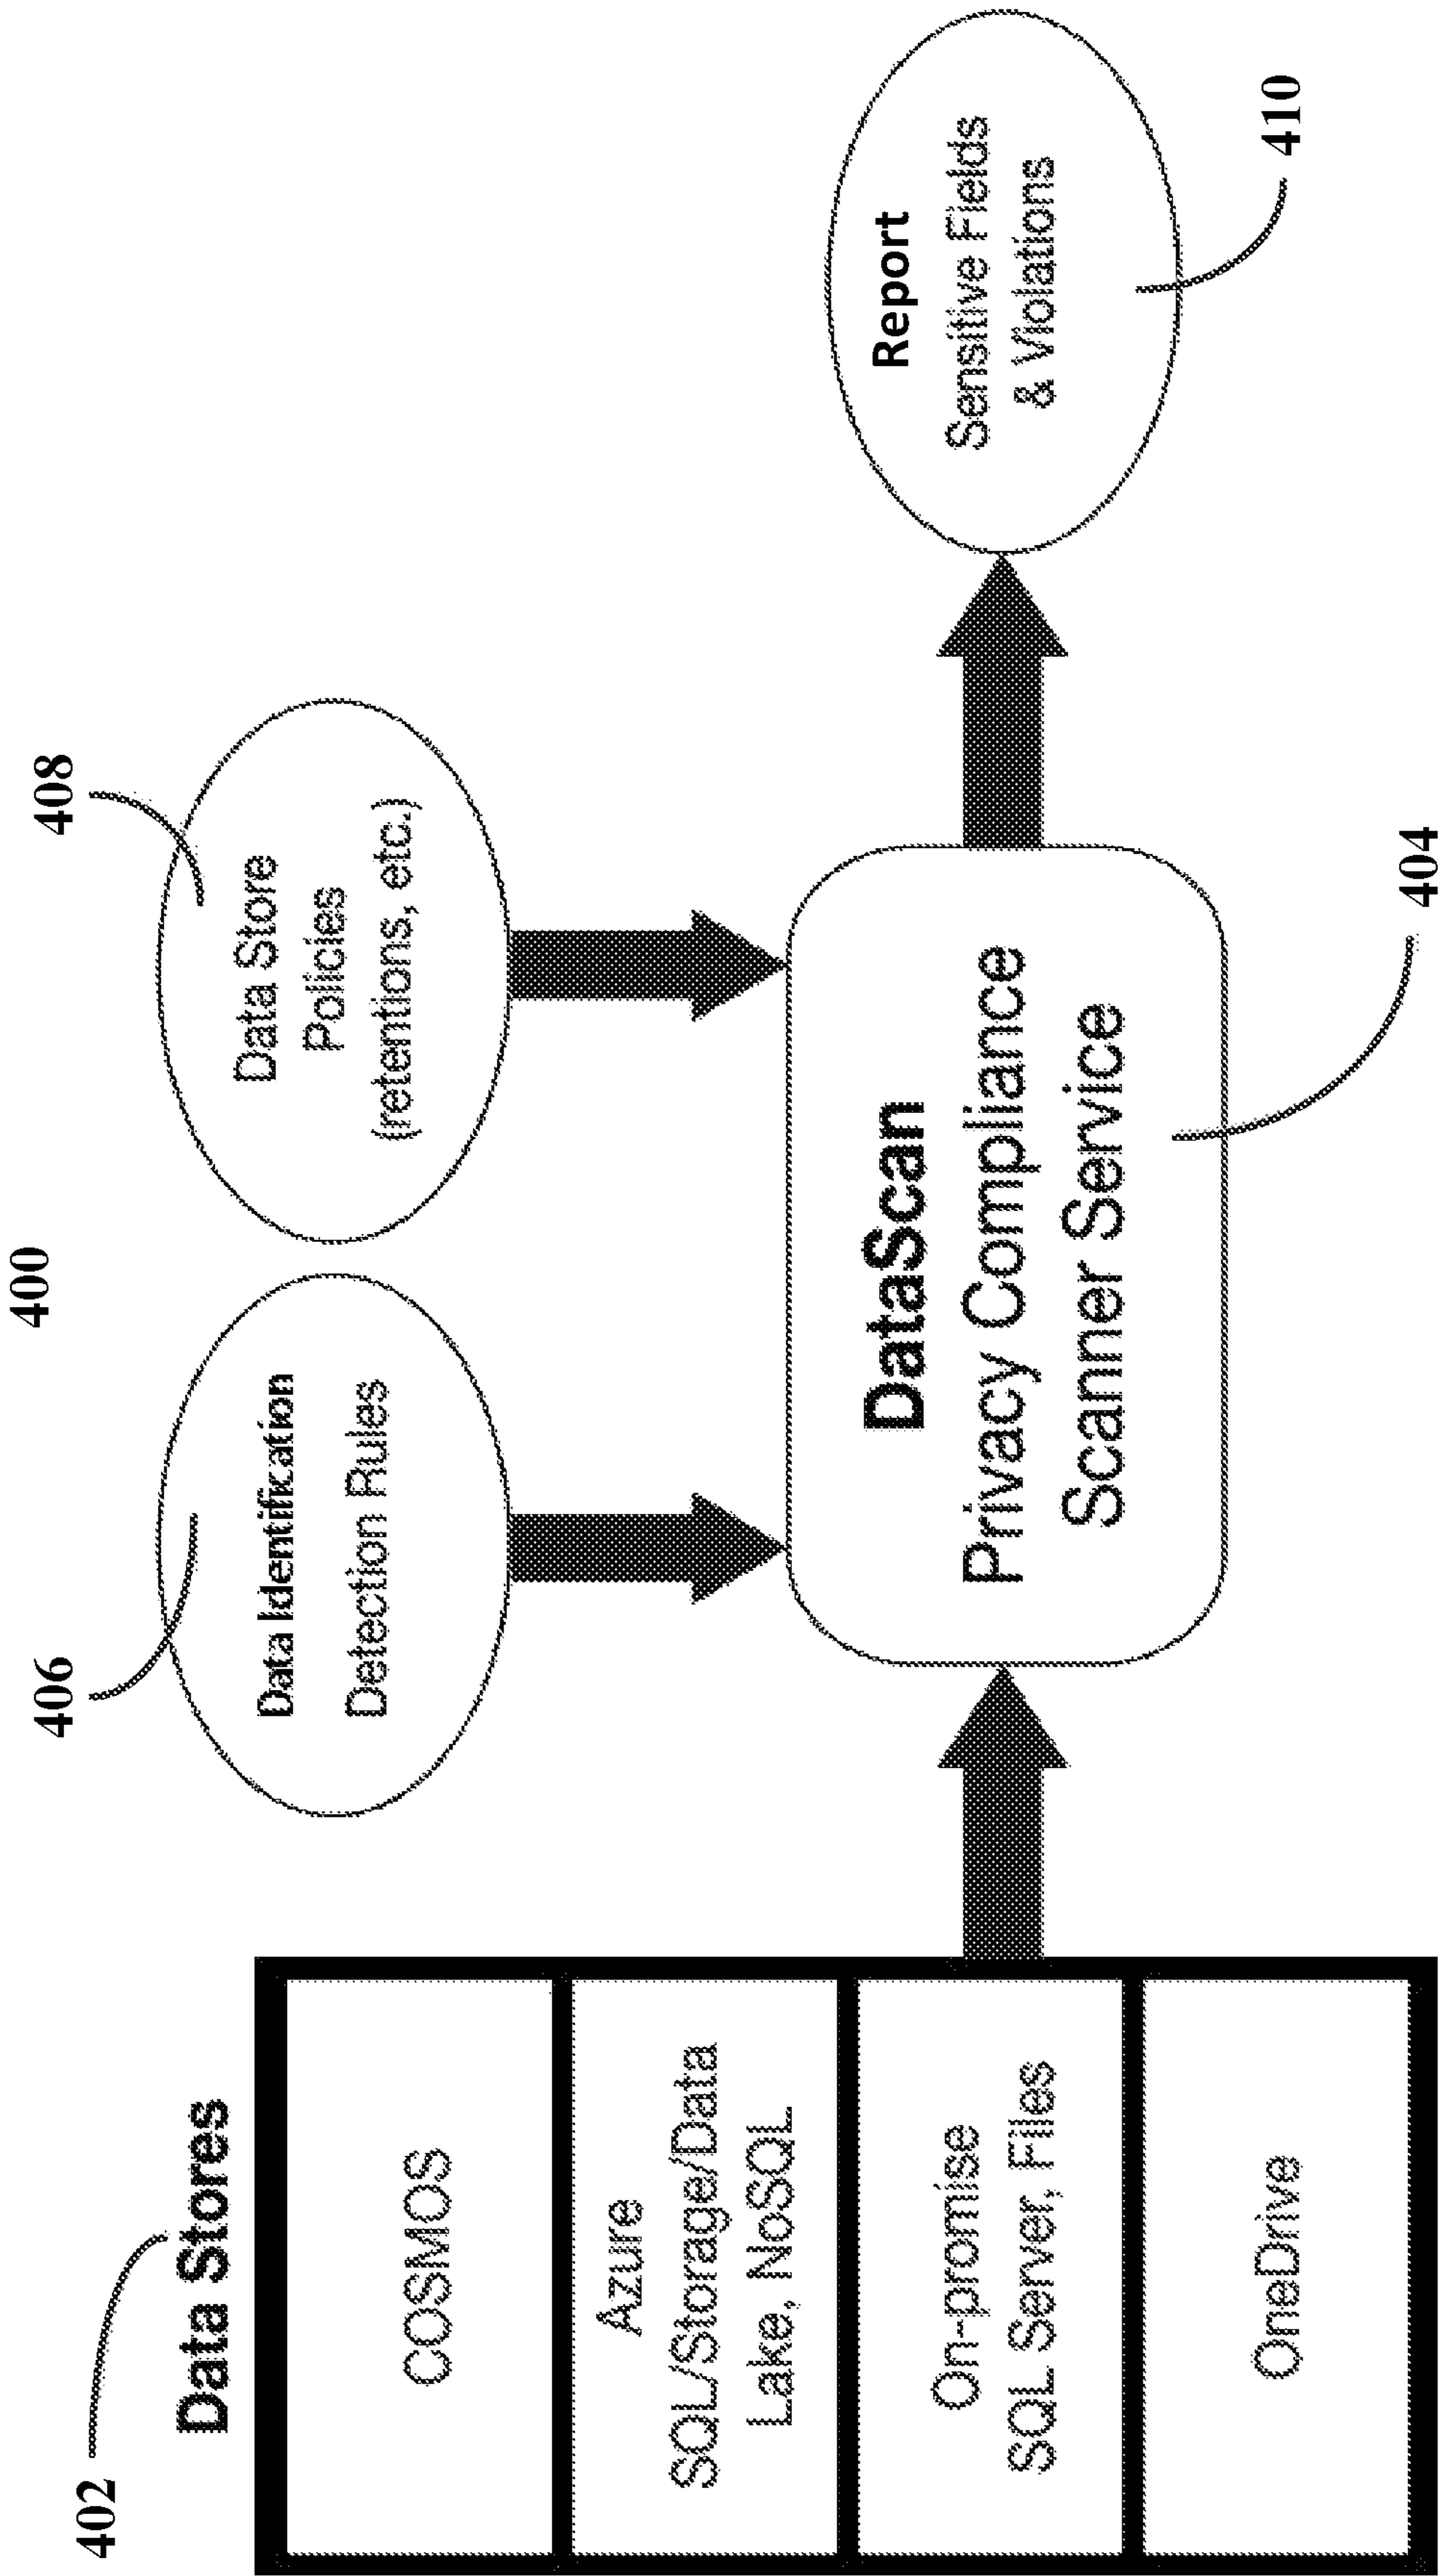 400
402
Data Stores
COSMOS
Azure
SQL/Storage/Data
Lake, NoSQL
On-promise
SQL Server, Files
OneDrive
406
Data Identification
Detection Rules
408
Data Store
Policies
(retentions, etc.)
DataScan
Privacy Compliance
Scanner Service
404
Report
Sensitive Fields
& Violations
410